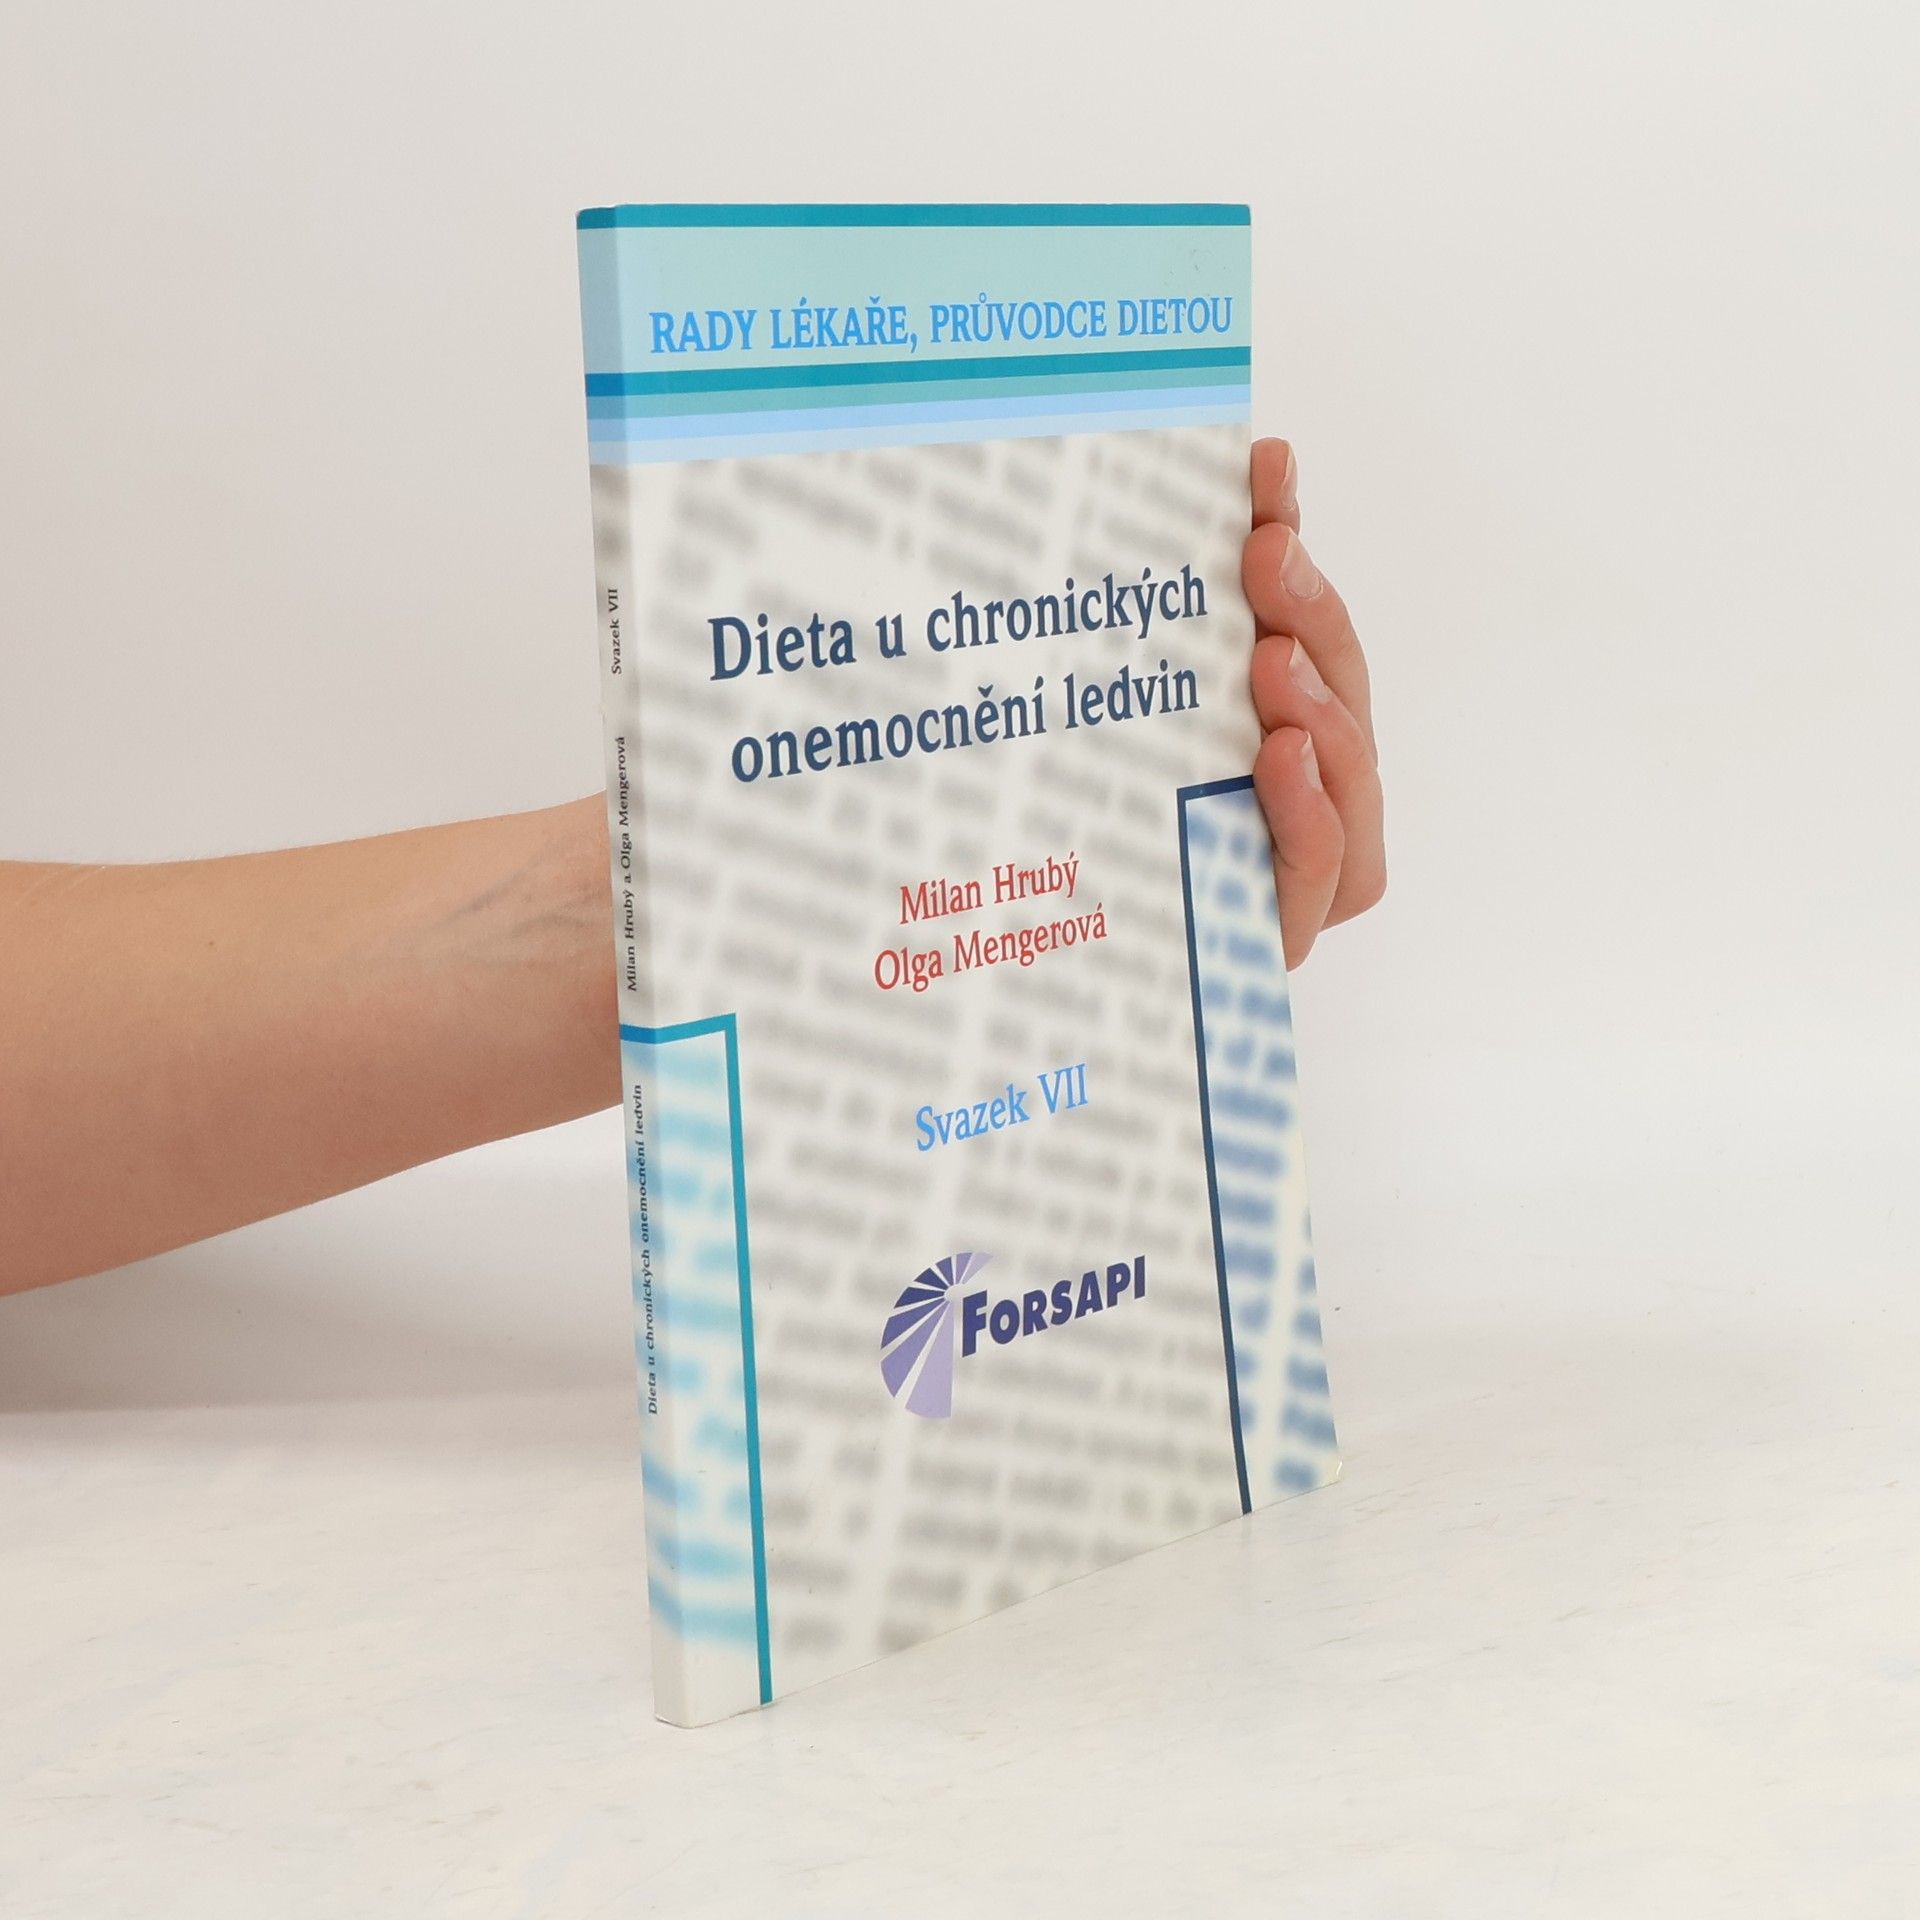 RADY LÉKAŘE, PRŮVODCE DIETOU
Dieta u chronických
onemocnění ledvin
Milan Hrubý
Olga Mengerová
Svazek VII
FORSAPI
Dieta u chronických onemocnění ledvin
Milan Hrubý a Olga Mengerová
Svazek VII